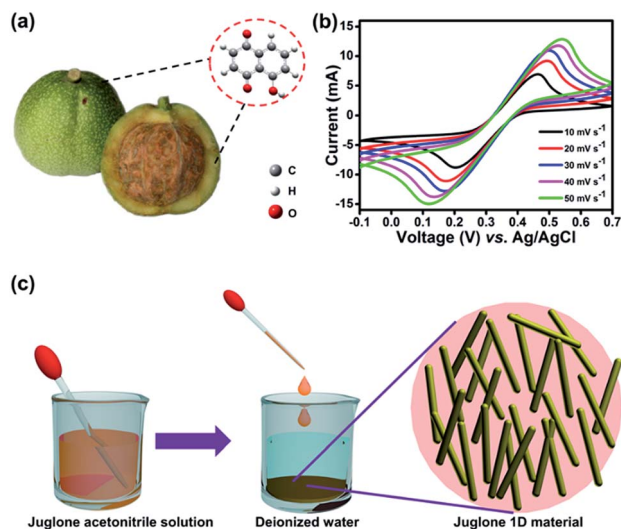 (a)
C
H
O
(b)
Current (mA)
15
10
5
0
-5
-10
-15
10 mV s⁻¹
20 mV s⁻¹
30 mV s⁻¹
40 mV s⁻¹
50 mV s⁻¹
-0.1 0.0 0.1 0.2 0.3 0.4 0.5 0.6 0.7
Voltage (V) vs. Ag/AgCl
(c)
Juglone acetonitrile solution
Deionized water
Juglone 1D material